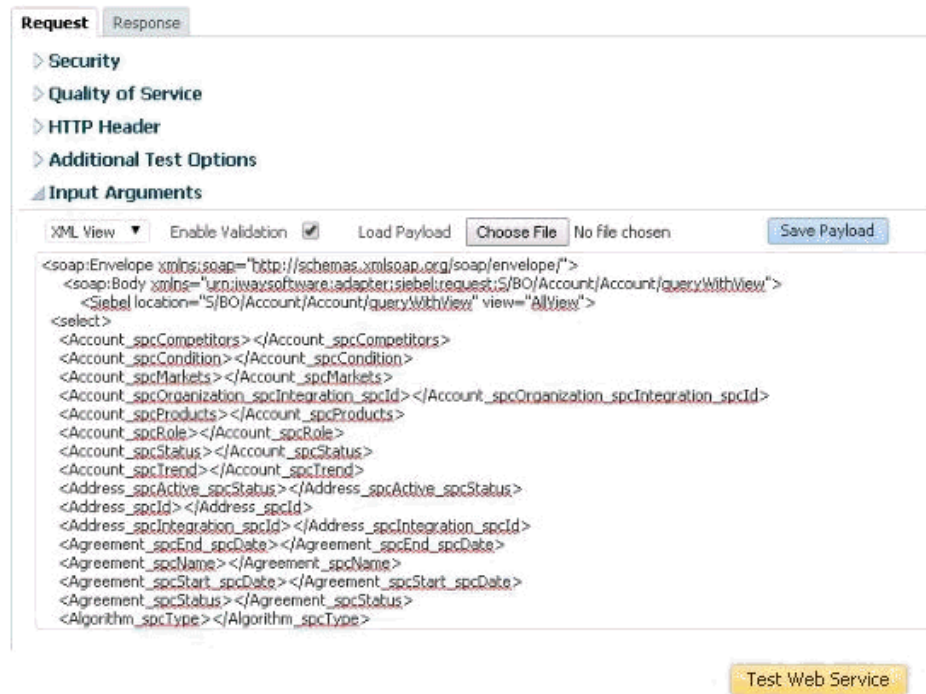 Request Response
Security
Quality of Service
HTTP Header
Additional Test Options
Input Arguments
XML View Enable Validation Load Payload Choose File No file chosen Save Payload
<soap:Envelope xmlns:soap="http://schemas.xmlsoap.org/soap/envelope/">
<soap:Body xmlns="urn:iwaysoftware:adapter:siebel:request:S/BO/Account/Account/queryWithView">
<Siebel location="S/BO/Account/Account/queryWithView" view="AllView">
<select>
<Account_spcCompetitors></Account_spcCompetitors>
<Account_spcCondition></Account_spcCondition>
<Account_spcMarkets></Account_spcMarkets>
<Account_spcOrganization_spcIntegration_spcId></Account_spcOrganization_spcIntegration_spcId>
<Account_spcProducts></Account_spcProducts>
<Account_spcRole></Account_spcRole>
<Account_spcStatus></Account_spcStatus>
<Account_spcTrend></Account_spcTrend>
<Address_spcActive_spcStatus></Address_spcActive_spcStatus>
<Address_spcId></Address_spcId>
<Address_spcIntegration_spcId></Address_spcIntegration_spcId>
<Agreement_spcEnd_spcDate></Agreement_spcEnd_spcDate>
<Agreement_spcName></Agreement_spcName>
<Agreement_spcStart_spcDate></Agreement_spcStart_spcDate>
<Agreement_spcStatus></Agreement_spcStatus>
<Algorithm_spcType></Algorithm_spcType>
Test Web Service